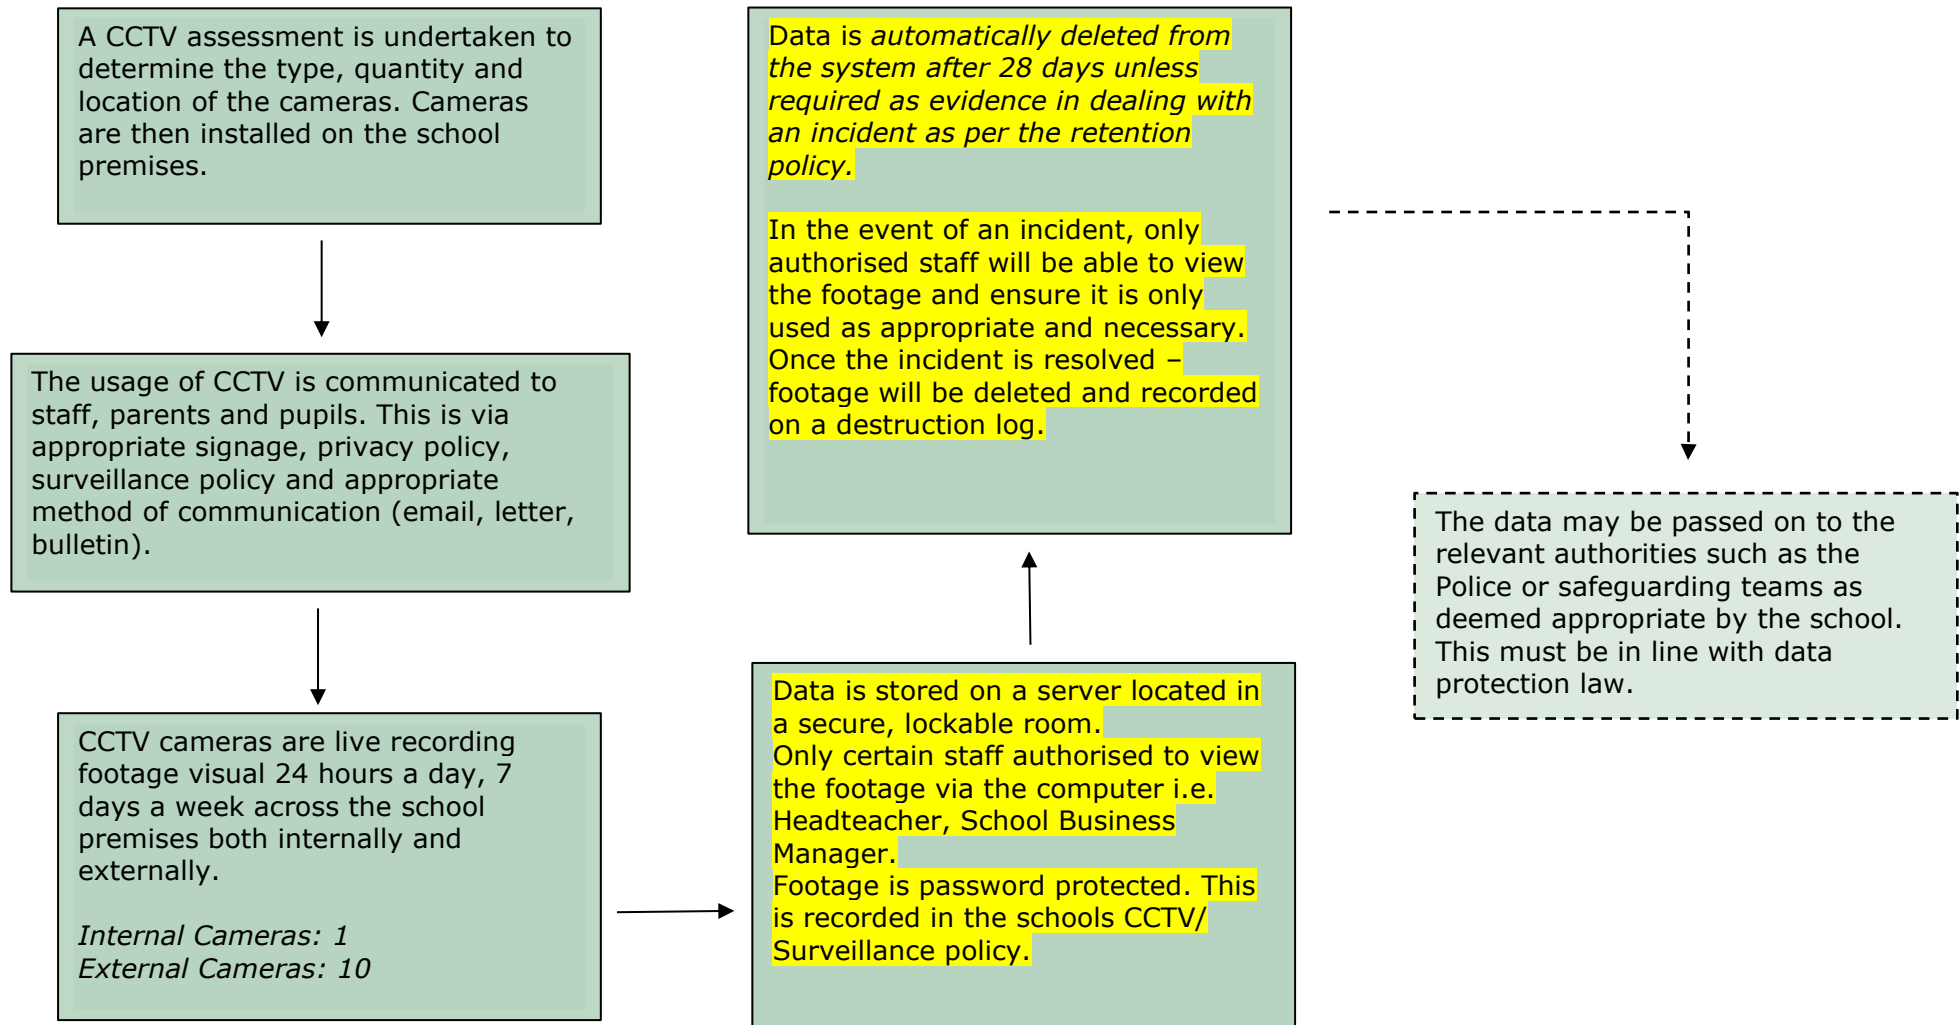 A CCTV assessment is undertaken to
determine the type, quantity and
location of the cameras. Cameras
are then installed on the school
premises.
The usage of CCTV is communicated to
staff, parents and pupils. This is via
appropriate signage, privacy policy,
surveillance policy and appropriate
method of communication (email, letter,
bulletin).
CCTV cameras are live recording
footage visual 24 hours a day, 7
days a week across the school
premises both internally and
externally.
Internal Cameras: 1
External Cameras: 10
Data is stored on a server located in
a secure, lockable room.
Only certain staff authorised to view
the footage via the computer i.e.
Headteacher, School Business
Manager.
Footage is password protected. This
is recorded in the schools CCTV/
Surveillance policy.
Data is automatically deleted from
the system after 28 days unless
required as evidence in dealing with
an incident as per the retention
policy.
In the event of an incident, only
authorised staff will be able to view
the footage and ensure it is only
used as appropriate and necessary.
Once the incident is resolved –
footage will be deleted and recorded
on a destruction log.
The data may be passed on to the
relevant authorities such as the
Police or safeguarding teams as
deemed appropriate by the school.
This must be in line with data
protection law.